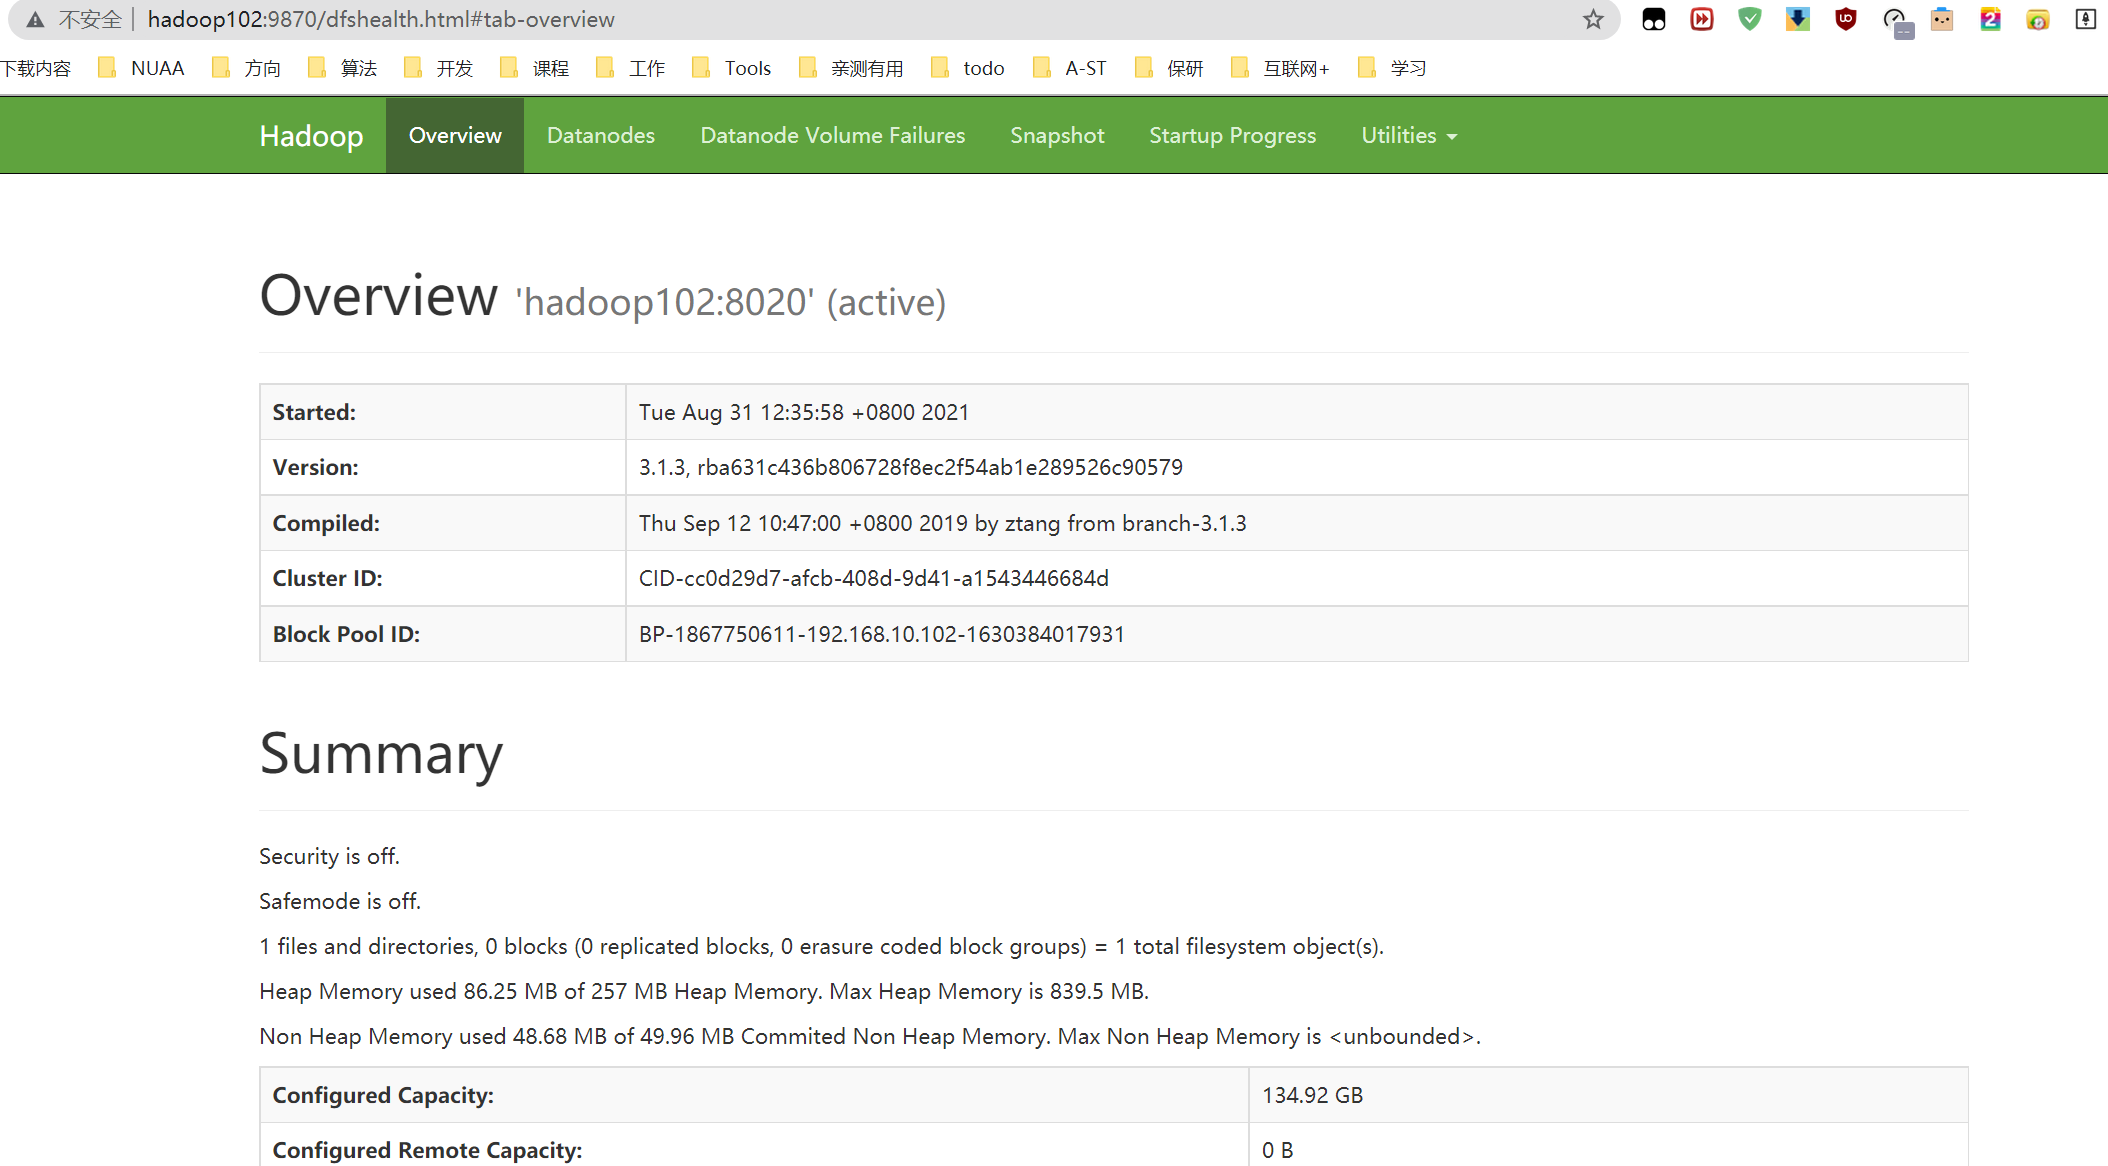 不安全 | hadoop102:9870/dfshealth.html#tab-overview
下载内容 NUAA 方向 算法 开发 课程 工作 Tools 亲测有用 todo A-ST 保研 互联网+ 学习
Hadoop Overview Datanodes Datanode Volume Failures Snapshot Startup Progress Utilities
Overview 'hadoop102:8020' (active)
Started: Tue Aug 31 12:35:58 +0800 2021
Version: 3.1.3, rba631c436b806728f8ec2f54ab1e289526c90579
Compiled: Thu Sep 12 10:47:00 +0800 2019 by ztang from branch-3.1.3
Cluster ID: CID-cc0d29d7-afcb-408d-9d41-a1543446684d
Block Pool ID: BP-1867750611-192.168.10.102-1630384017931
Summary
Security is off.
Safemode is off.
1 files and directories, 0 blocks (0 replicated blocks, 0 erasure coded block groups) = 1 total filesystem object(s).
Heap Memory used 86.25 MB of 257 MB Heap Memory. Max Heap Memory is 839.5 MB.
Non Heap Memory used 48.68 MB of 49.96 MB Commited Non Heap Memory. Max Non Heap Memory is <unbounded>.
Configured Capacity: 134.92 GB
Configured Remote Capacity: 0 B